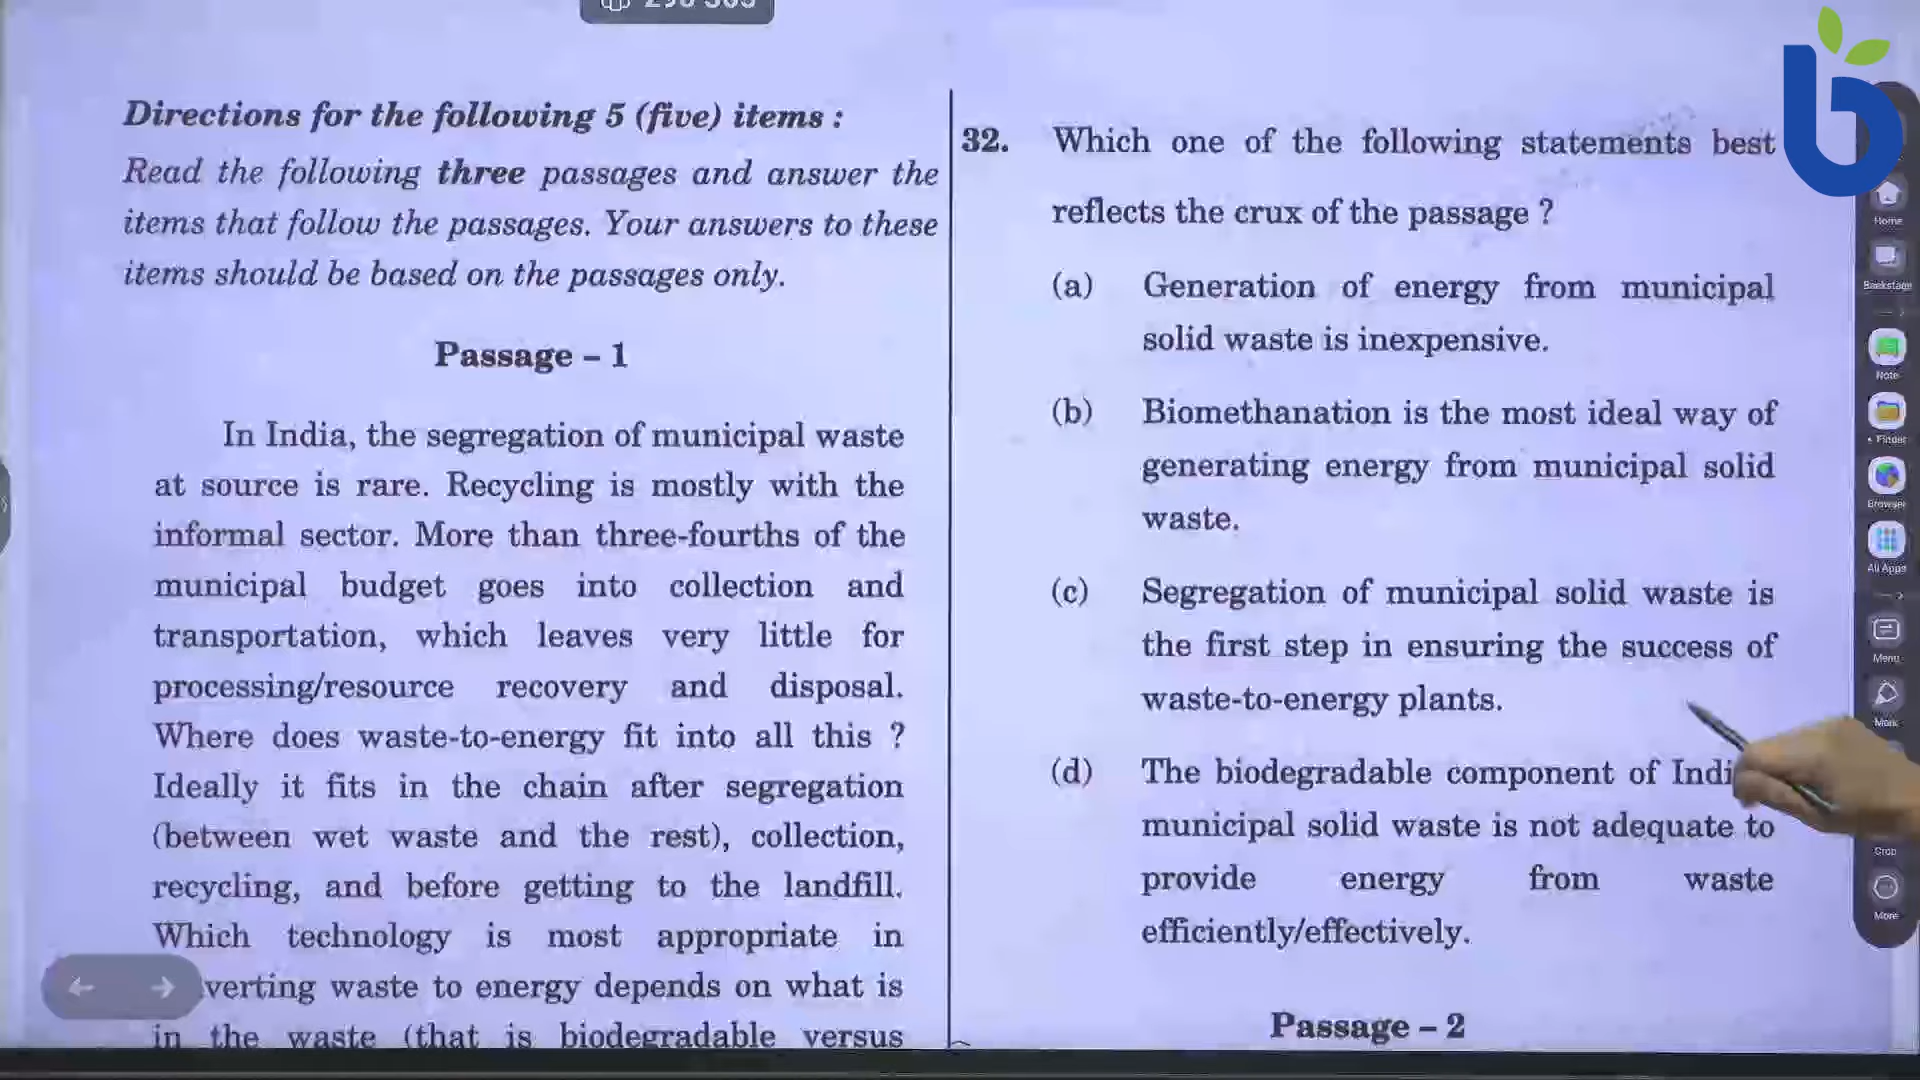 Directions for the following 5 (five) items :
Read the following three passages and answer the
items that follow the passages. Your answers to these
items should be based on the passages only.
Passage – 1
In India, the segregation of municipal waste
at source is rare. Recycling is mostly with the
informal sector. More than three-fourths of the
municipal budget goes into collection and
transportation, which leaves very little for
processing/resource recovery and disposal.
Where does waste-to-energy fit into all this ?
Ideally it fits in the chain after segregation
(between wet waste and the rest), collection,
recycling, and before getting to the landfill.
Which technology is most appropriate in
verting waste to energy depends on what is
in the waste (that is biodegradable versus
32. Which one of the following statements best
reflects the crux of the passage ?
(a) Generation of energy from municipal
solid waste is inexpensive.
(b) Biomethanation is the most ideal way of
generating energy from municipal solid
waste.
(c) Segregation of municipal solid waste is
the first step in ensuring the success of
waste-to-energy plants.
(d) The biodegradable component of Indi
municipal solid waste is not adequate to
provide energy from waste
efficiently/effectively.
Passage – 2
b
Home
Backstage
Note
Finder
Browser
All Apps
Menu
Mark
Crop
More